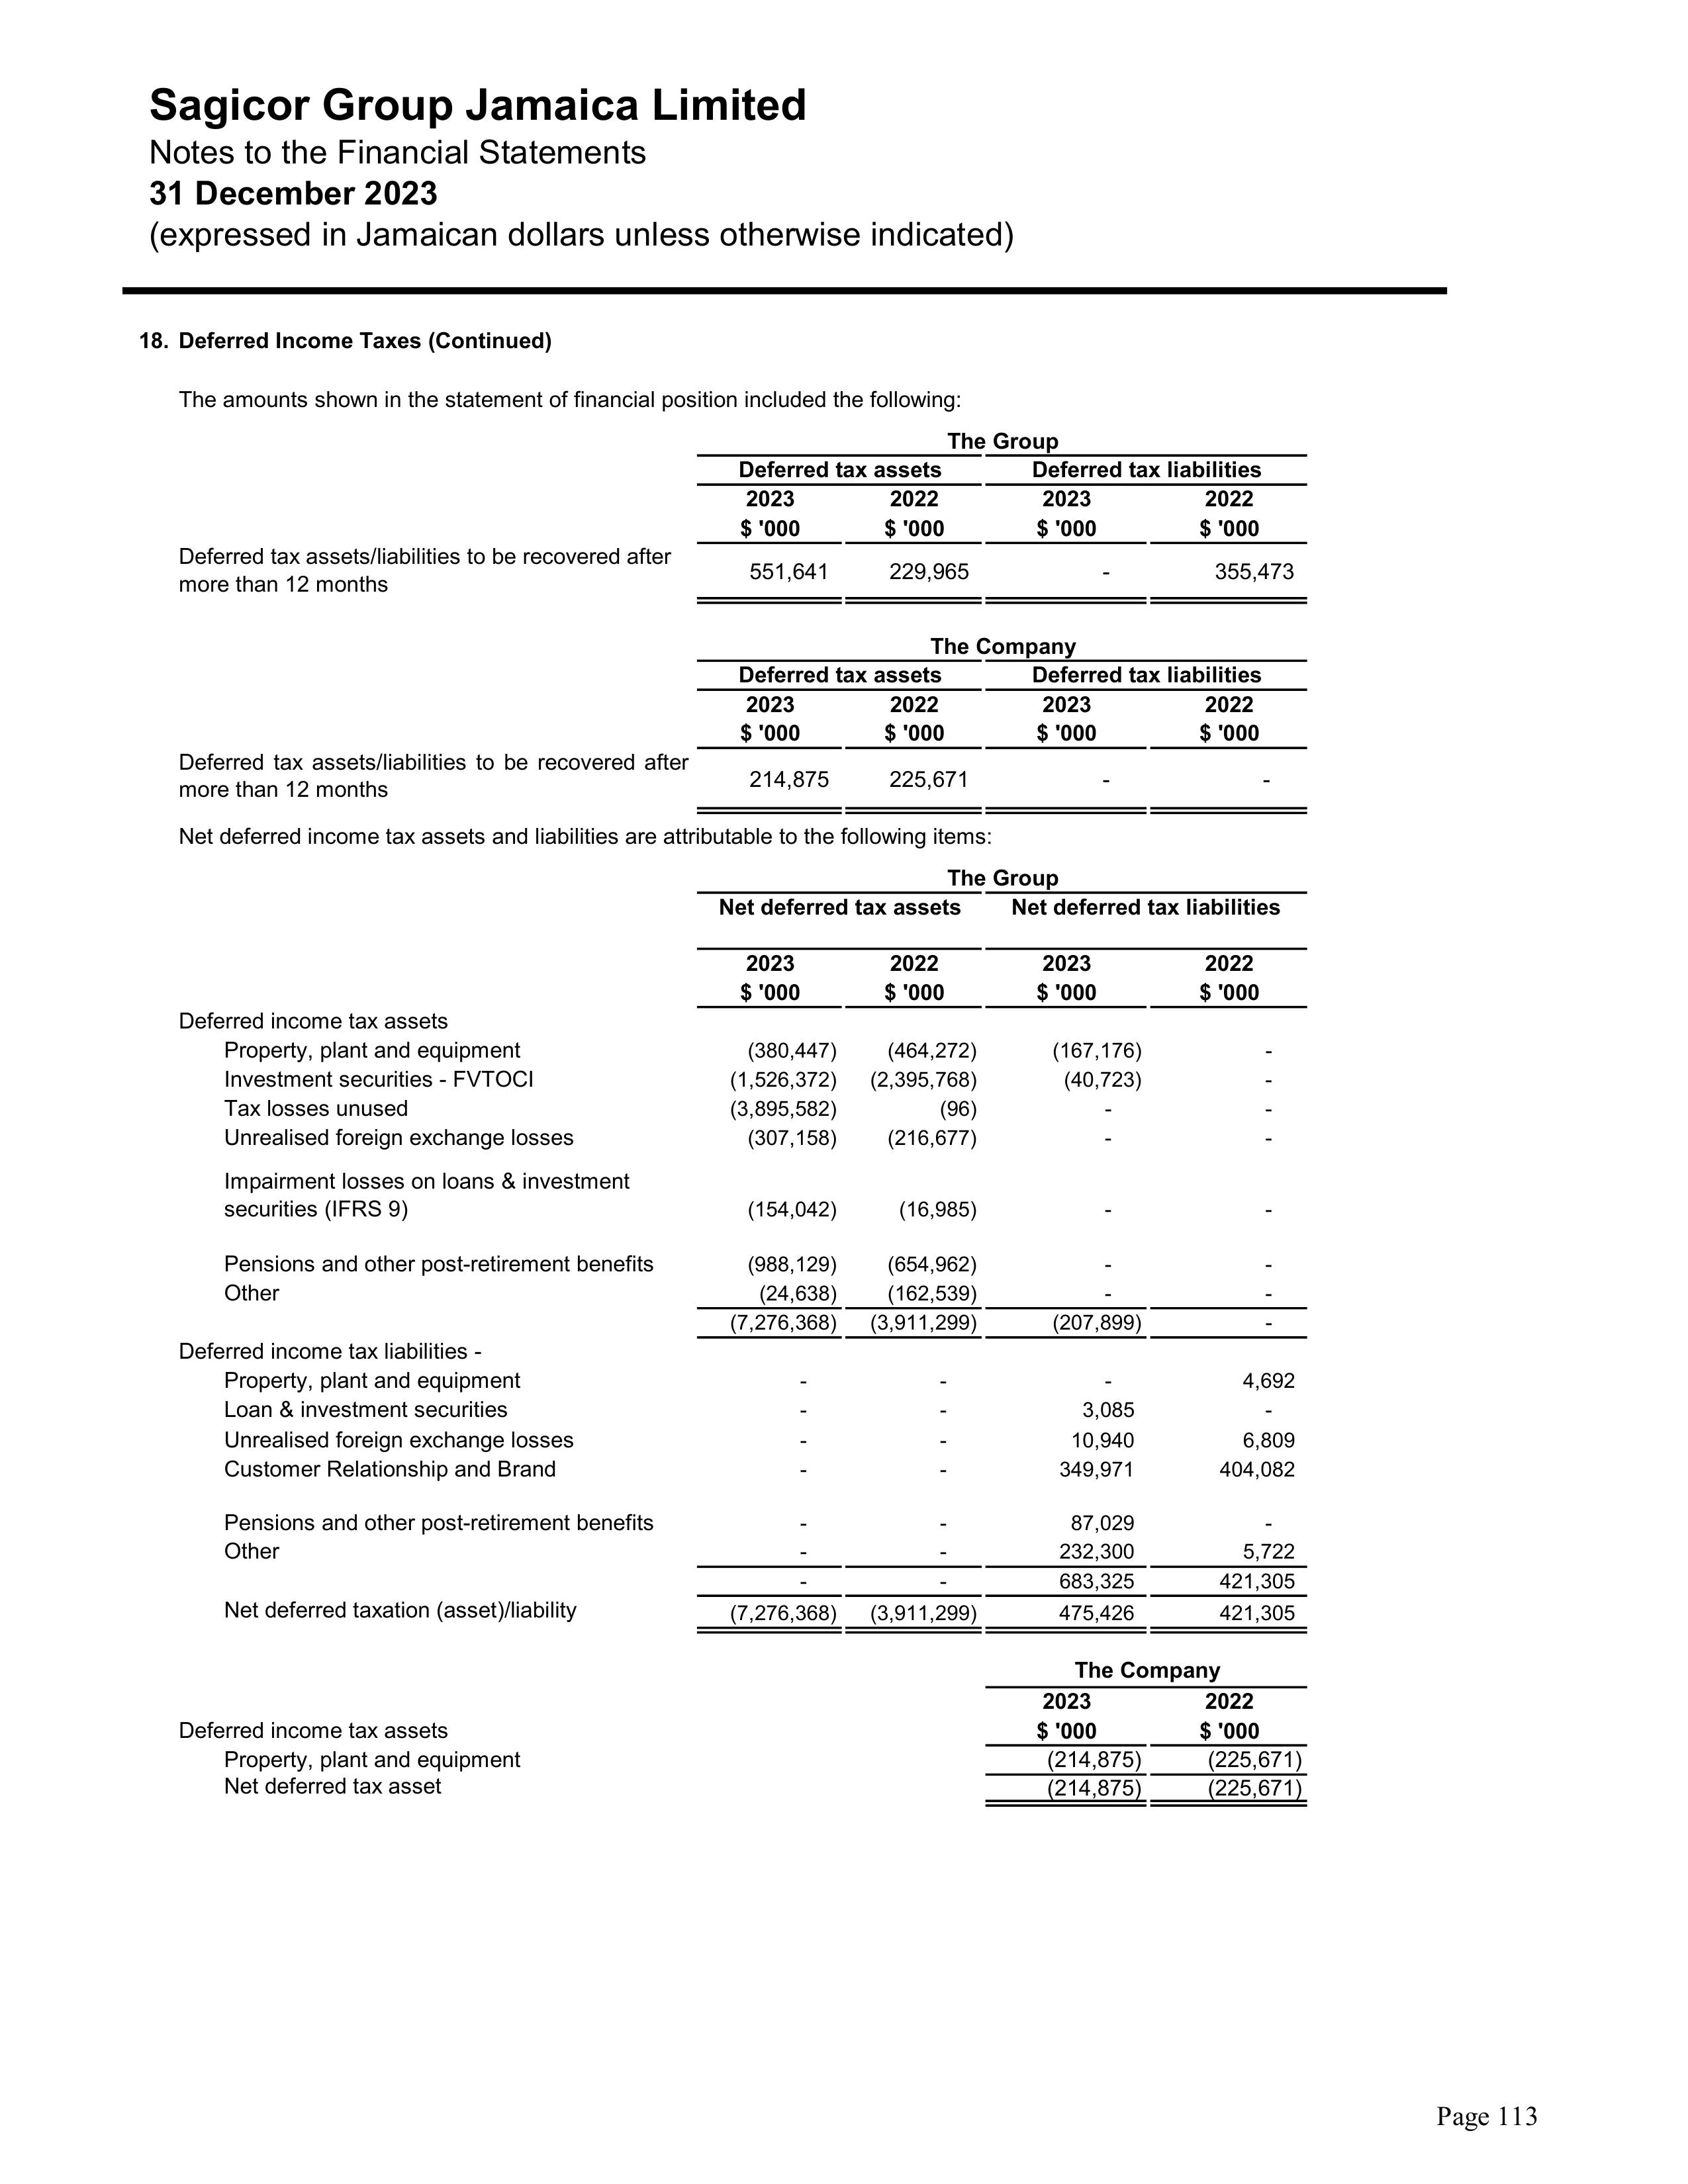 Sagicor Group Jamaica Limited
Notes to the Financial Statements
31 December 2023
(expressed in Jamaican dollars unless otherwise indicated)
18. Deferred Income Taxes (Continued)
The amounts shown in the statement of financial position included the following:
The Group
Deferred tax assets Deferred tax liabilities
2023 2022 2023 2022
$ '000 $ '000 $ '000 $ '000
Deferred tax assets/liabilities to be recovered after
more than 12 months 551,641 229,965 - 355,473
The Company
Deferred tax assets Deferred tax liabilities
2023 2022 2023 2022
$ '000 $ '000 $ '000 $ '000
Deferred tax assets/liabilities to be recovered after
more than 12 months 214,875 225,671 - -
Net deferred income tax assets and liabilities are attributable to the following items:
The Group
Net deferred tax assets Net deferred tax liabilities
2023 2022 2023 2022
$ '000 $ '000 $ '000 $ '000
Deferred income tax assets
Property, plant and equipment (380,447) (464,272) (167,176) -
Investment securities - FVTOCI (1,526,372) (2,395,768) (40,723) -
Tax losses unused (3,895,582) (96) - -
Unrealised foreign exchange losses (307,158) (216,677) - -
Impairment losses on loans & investment
securities (IFRS 9) (154,042) (16,985) - -
Pensions and other post-retirement benefits (988,129) (654,962) - -
Other (24,638) (162,539) - -
(7,276,368) (3,911,299) (207,899) -
Deferred income tax liabilities -
Property, plant and equipment - - - 4,692
Loan & investment securities - - 3,085 -
Unrealised foreign exchange losses - - 10,940 6,809
Customer Relationship and Brand - - 349,971 404,082
Pensions and other post-retirement benefits - - 87,029 -
Other - - 232,300 5,722
- - 683,325 421,305
Net deferred taxation (asset)/liability (7,276,368) (3,911,299) 475,426 421,305
The Company
2023 2022
Deferred income tax assets $ '000 $ '000
Property, plant and equipment (214,875) (225,671)
Net deferred tax asset (214,875) (225,671)
Page 113